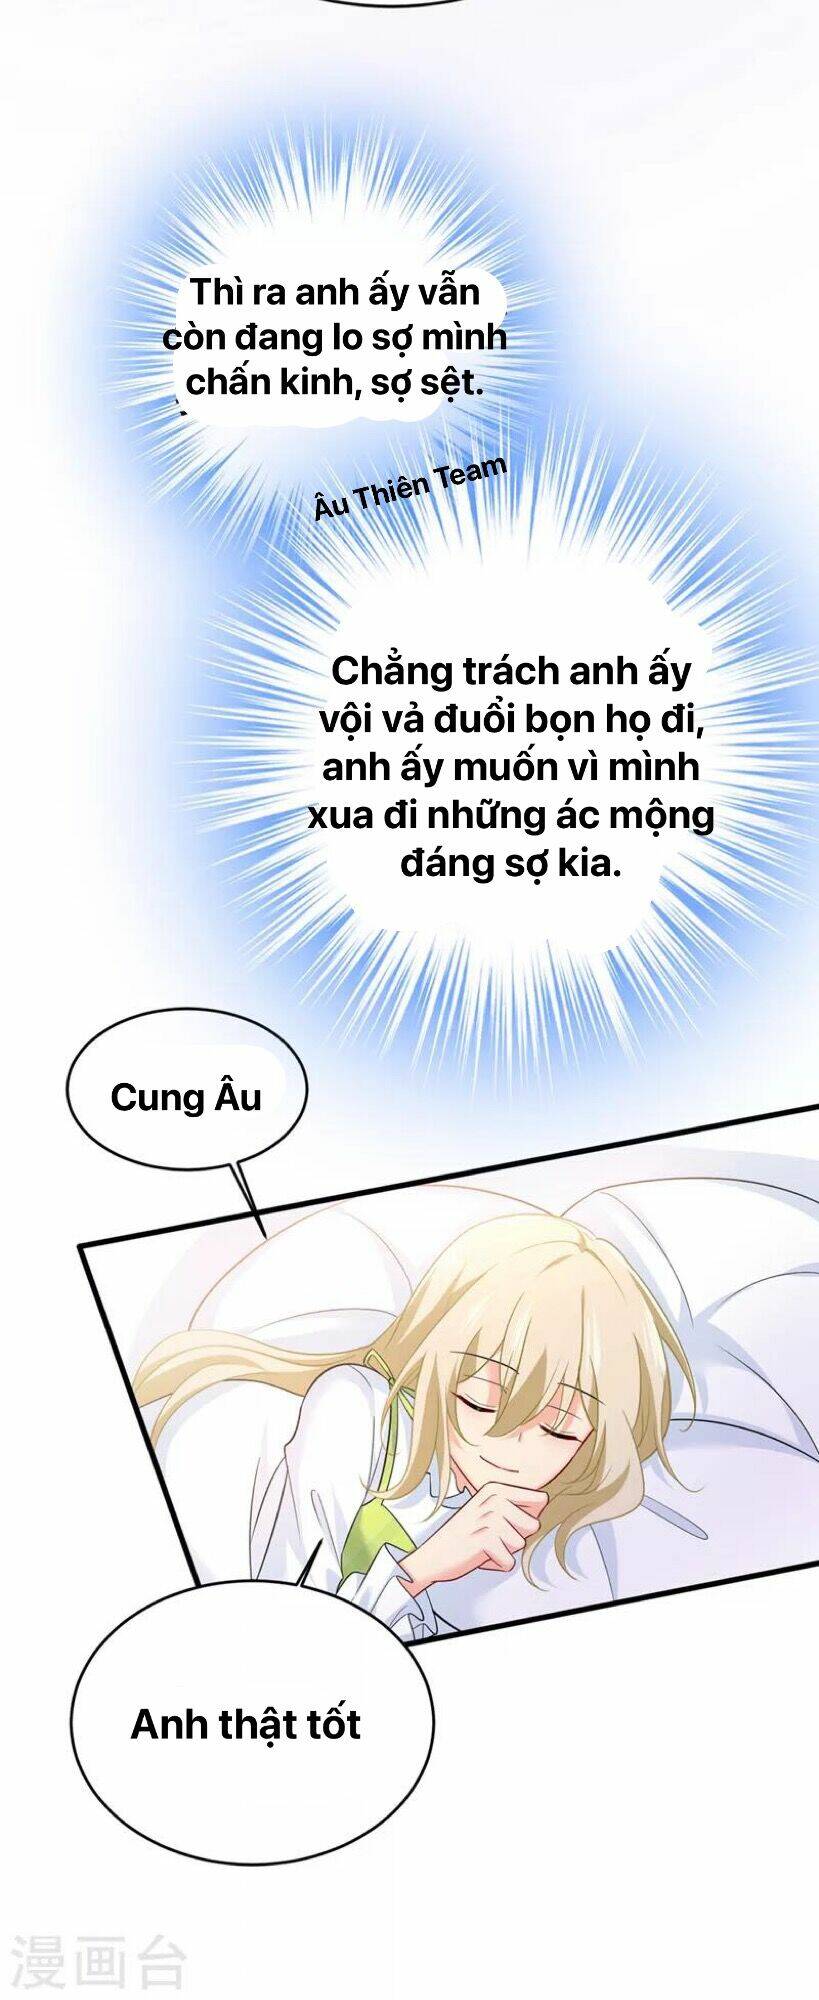 Thì ra anh ấy vẫn
còn đang lo sợ mình
chấn kinh, sợ sệt.
Âu Thiên Team
Chẳng trách anh ấy
vội vả đuổi bọn họ đi,
anh ấy muốn vì mình
xua đi những ác mộng
đáng sợ kia.
Cung Âu
Anh thật tốt
漫画台